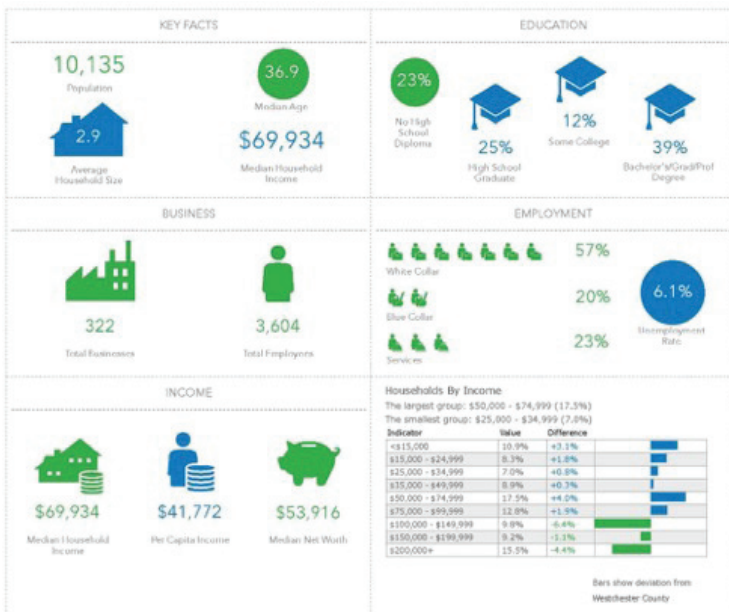 KEY FACTS
10,135
Population
36.9
Median Age
2.9
Average
Household Size
$69,934
Median Household
Income
EDUCATION
23%
No High
School
Diploma
25%
High School
Graduate
12%
Some College
39%
Bachelor's/Grad/Prof
Degree
BUSINESS
322
Total Businesses
3,604
Total Employees
EMPLOYMENT
57%
White Collar
20%
Blue Collar
23%
Services
6.1%
Unemployment
Rate
INCOME
$69,934
Median Household
Income
$41,772
Per Capita Income
$53,916
Median Net Worth
Households By Income
The largest group: $50,000 - $74,999 (17.5%)
The smallest group: $25,000 - $34,999 (7.0%)
Indicator Value Difference
<$15,000 10.9% +3.1%
$15,000 - $24,999 8.3% +1.8%
$25,000 - $34,999 7.0% +0.8%
$35,000 - $49,999 8.9% +0.3%
$50,000 - $74,999 17.5% +4.0%
$75,000 - $99,999 12.8% +1.9%
$100,000 - $149,999 9.8% -6.4%
$150,000 - $199,999 9.2% -1.1%
$200,000+ 15.5% -4.4%
Bars show deviation from
Westchester County